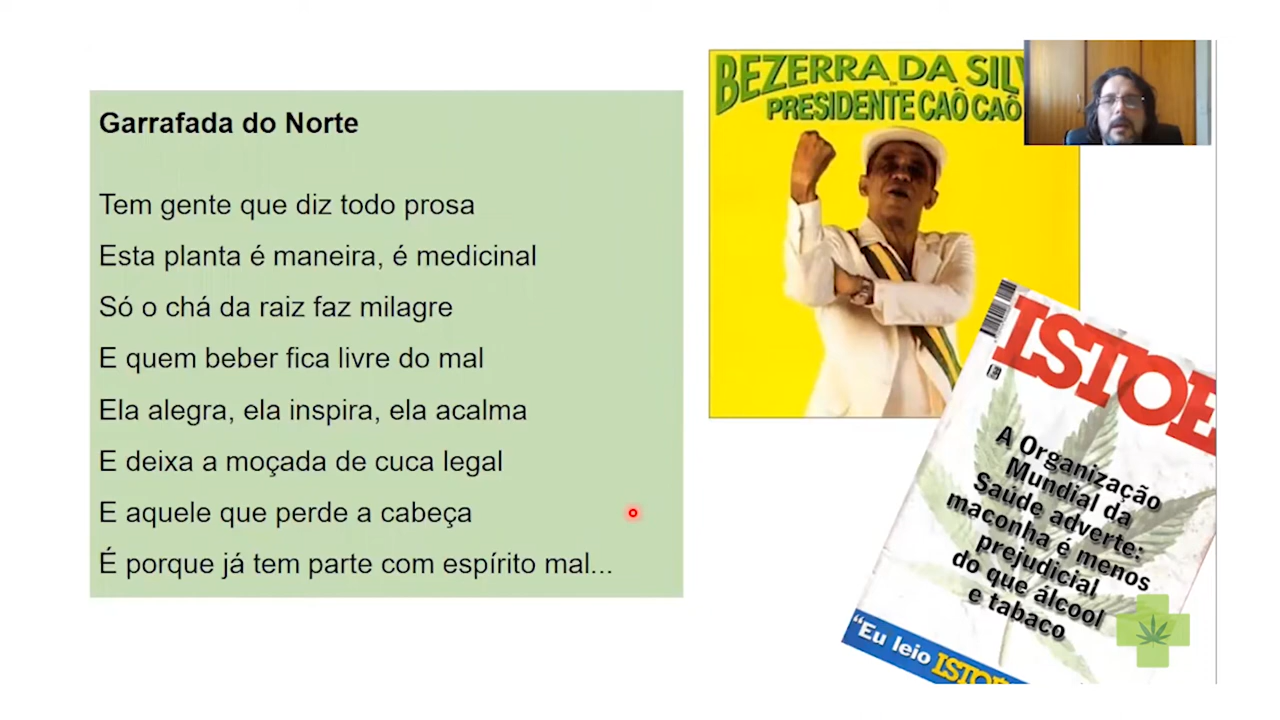 Garrafada do Norte
Tem gente que diz todo prosa
Esta planta é maneira, é medicinal
Só o chá da raiz faz milagre
E quem beber fica livre do mal
Ela alegra, ela inspira, ela acalma
E deixa a moçada de cuca legal
E aquele que perde a cabeça
É porque já tem parte com espírito mal...
BEZERRA DA SILV
EM
PRESIDENTE CAÔ CAÔ
ISTOÉ
A Organização
Mundial da
Saúde adverte:
maconha é menos
prejudicial
do que álcool
e tabaco
"Eu leio ISTOÉ